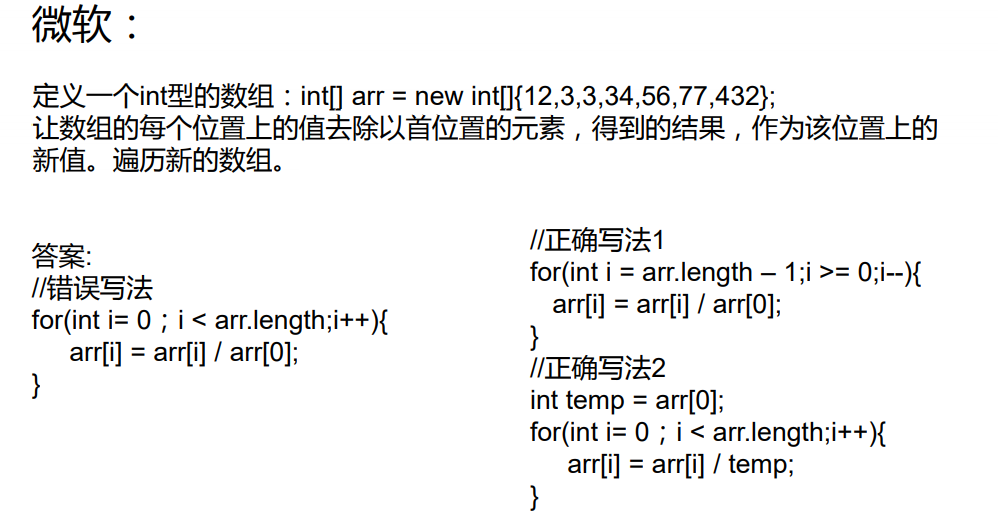 微软：
定义一个int型的数组：int[] arr = new int[]{12,3,3,34,56,77,432};
让数组的每个位置上的值去除以首位置的元素，得到的结果，作为该位置上的
新值。遍历新的数组。
答案:
//错误写法
for(int i= 0；i < arr.length;i++){
arr[i] = arr[i] / arr[0];
}
//正确写法1
for(int i = arr.length – 1;i >= 0;i--){
arr[i] = arr[i] / arr[0];
}
//正确写法2
int temp = arr[0];
for(int i= 0；i < arr.length;i++){
arr[i] = arr[i] / temp;
}